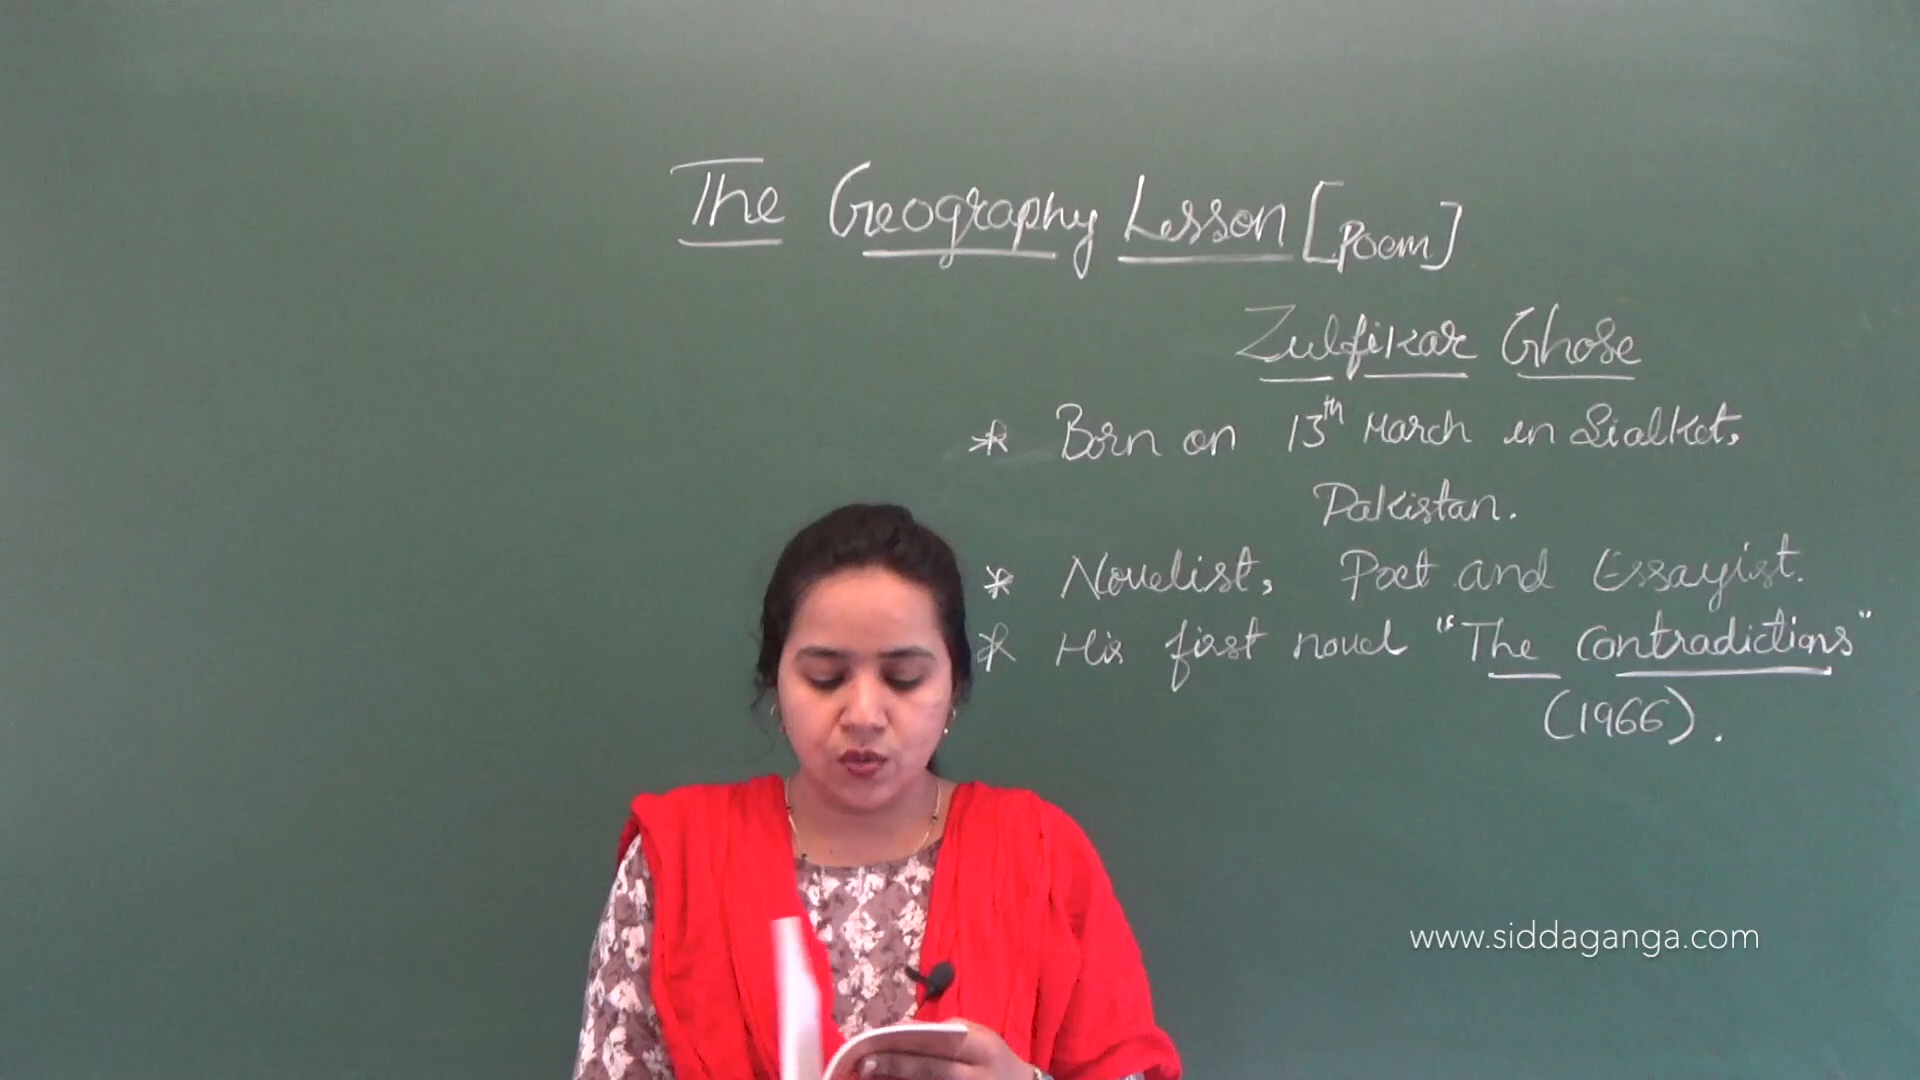 The Geography Lesson [Poem]
Zulfikar Ghose
* Born on 13th March in Sialkot,
Pakistan.
* Novelist, Poet and Essayist.
* His first novel "The Contradictions"
(1966).
www.siddaganga.com